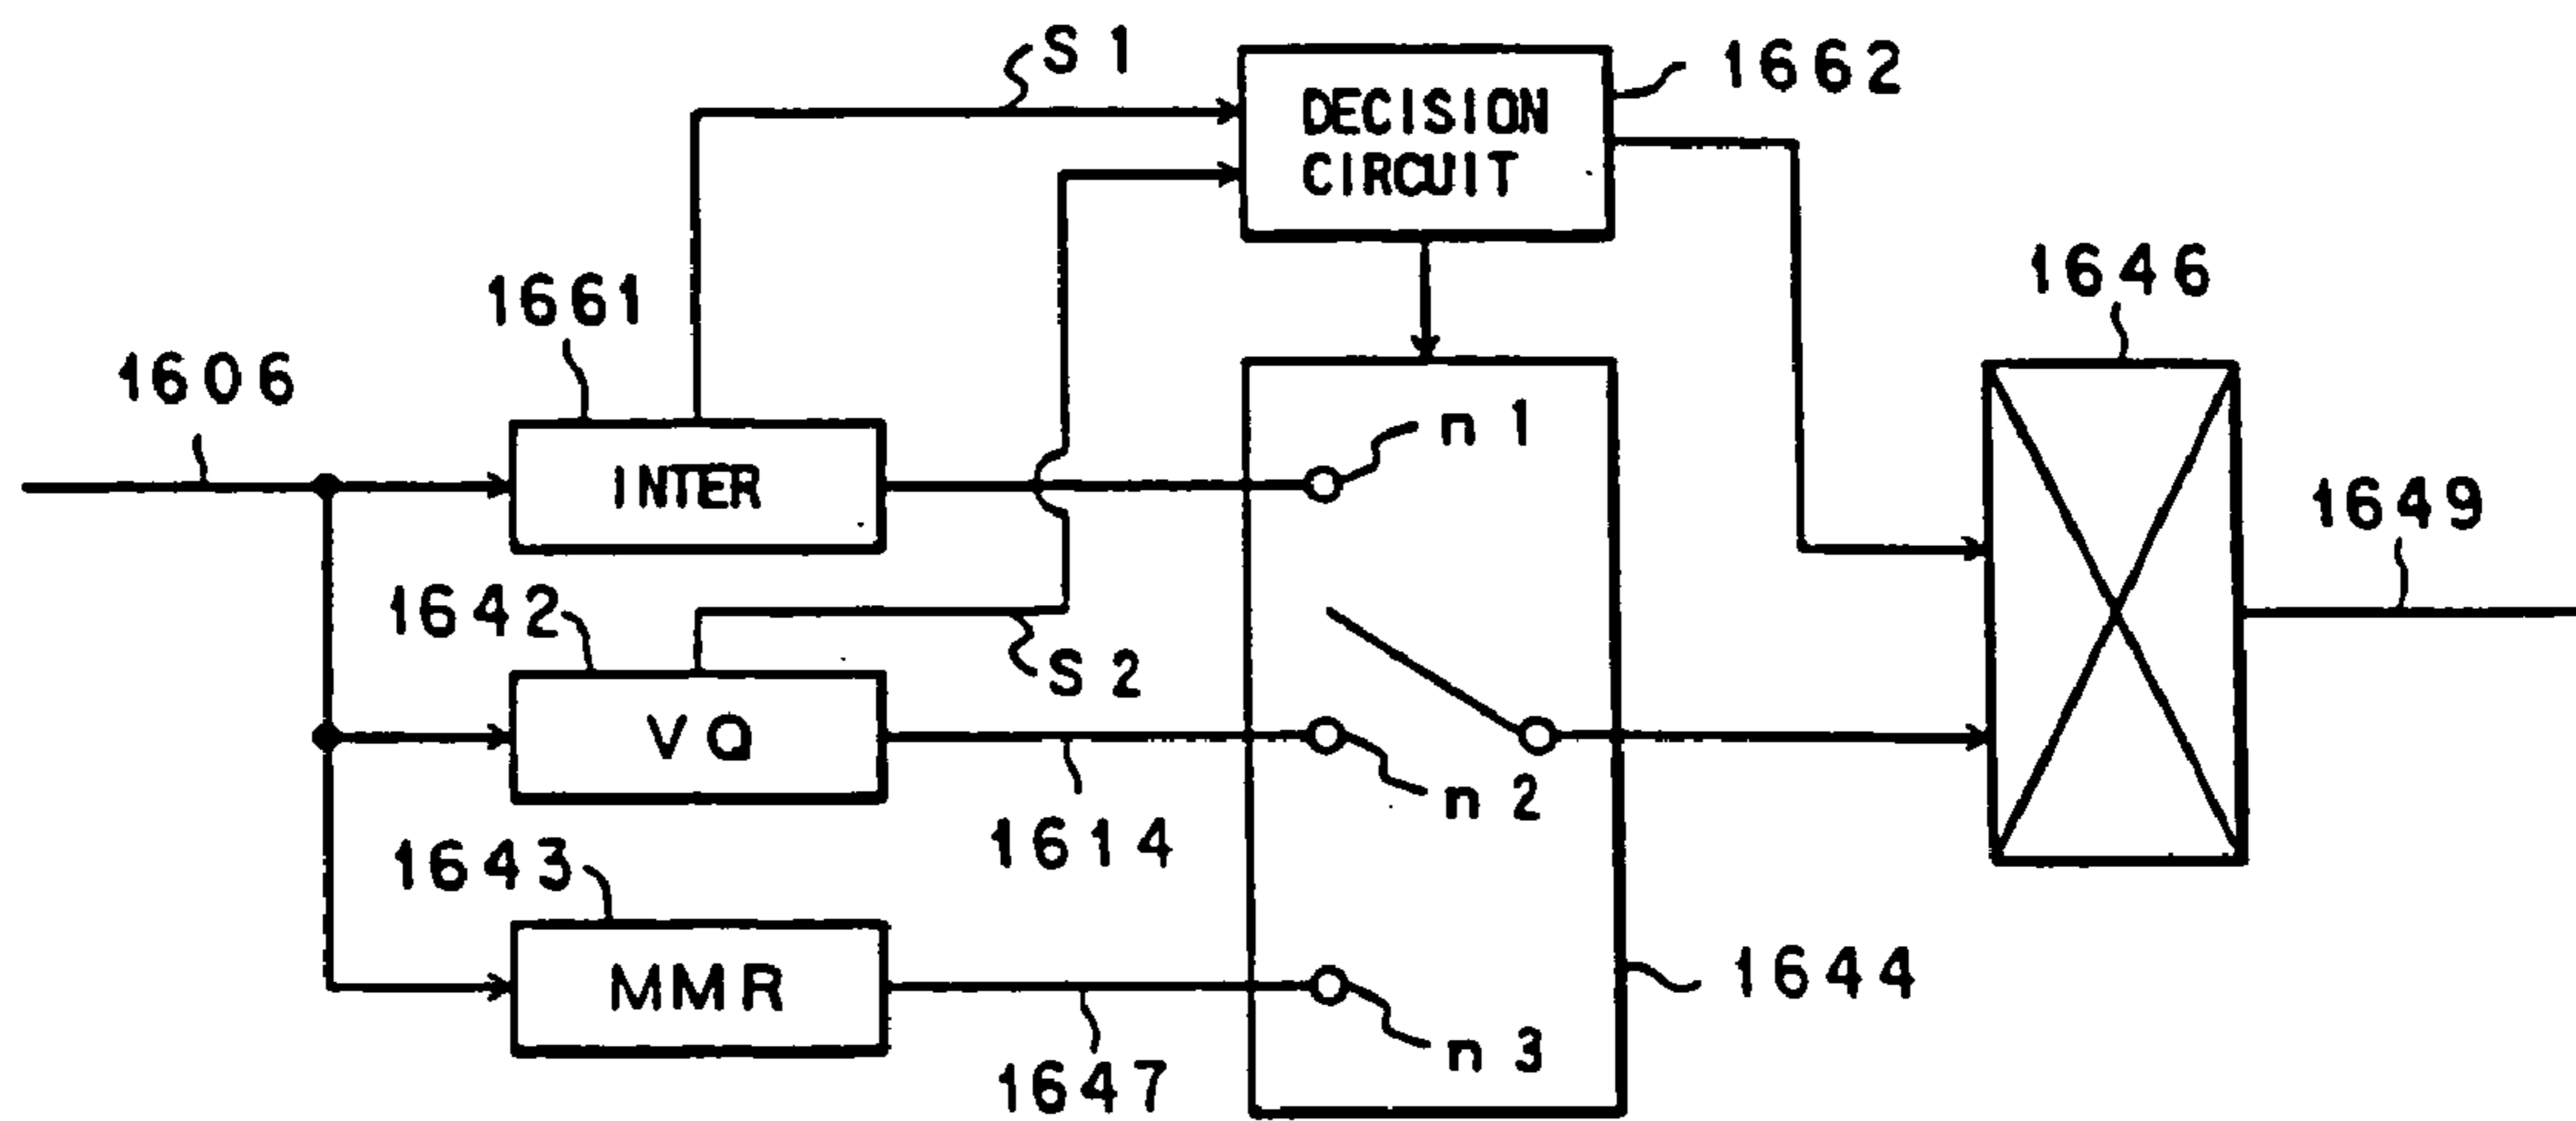 S1
1662
DECISION
CIRCUIT
1646
1661
1606
n1
INTER
1649
1642
S2
VQ
n2
1614
1643
1644
MMR
n3
1647